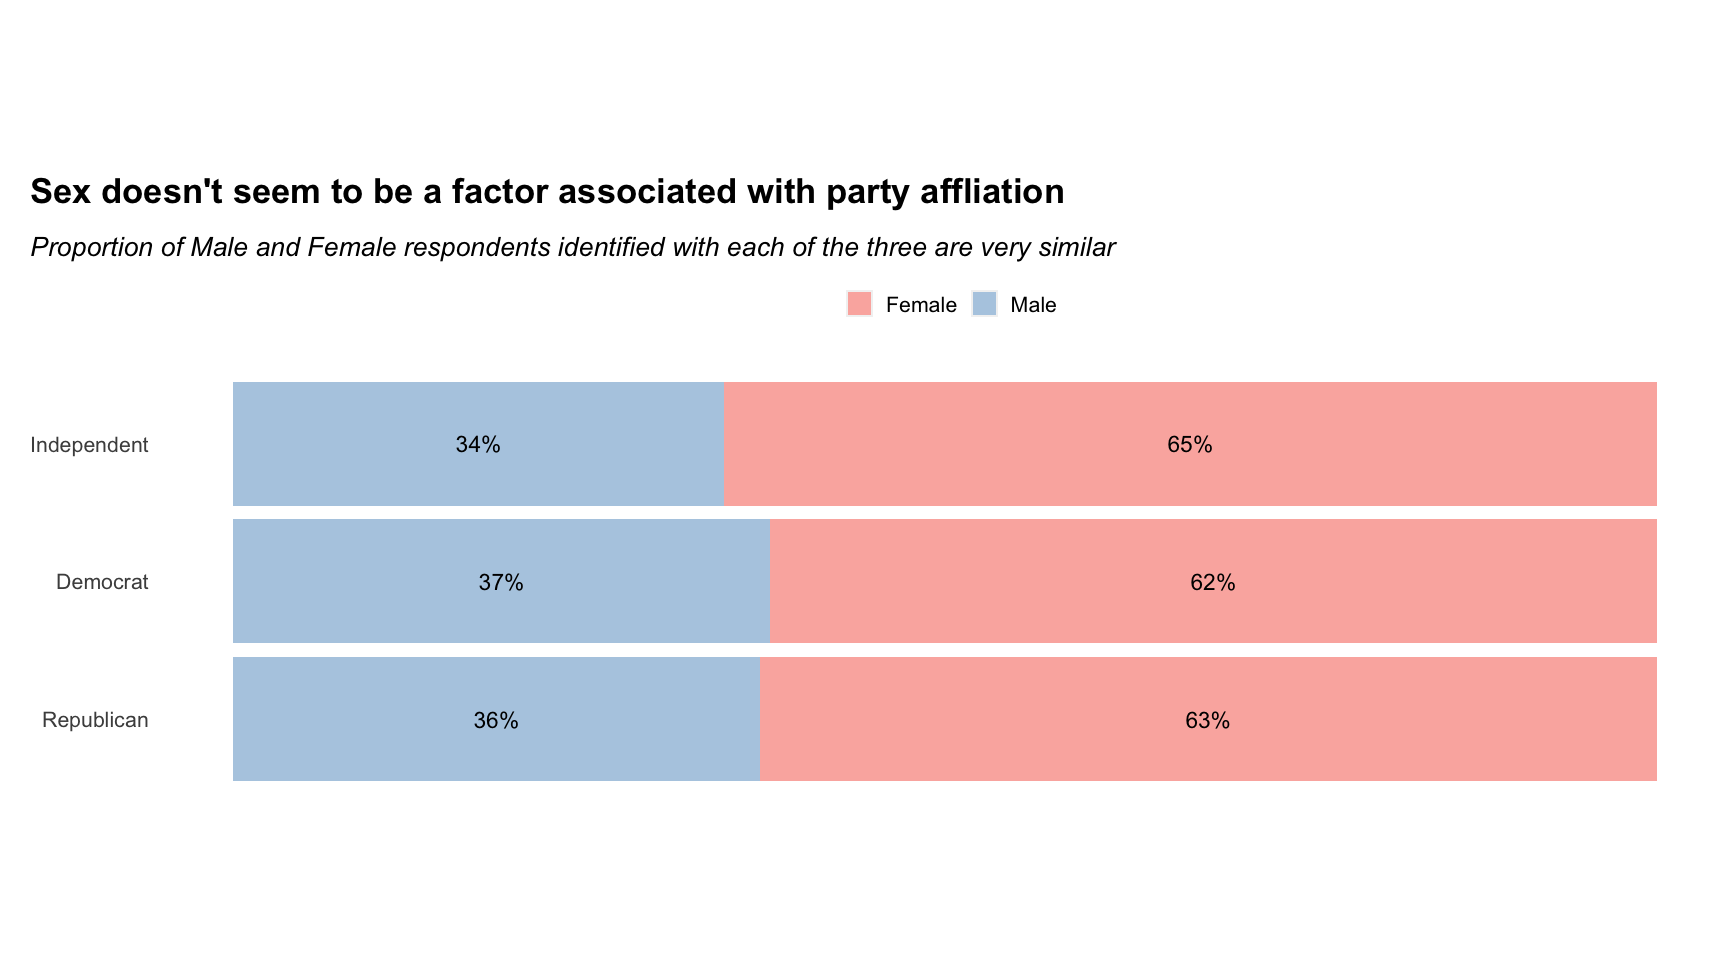 Sex doesn't seem to be a factor associated with party affliation
Proportion of Male and Female respondents identified with each of the three are very similar
Female Male
Independent 34% 65%
Democrat 37% 62%
Republican 36% 63%